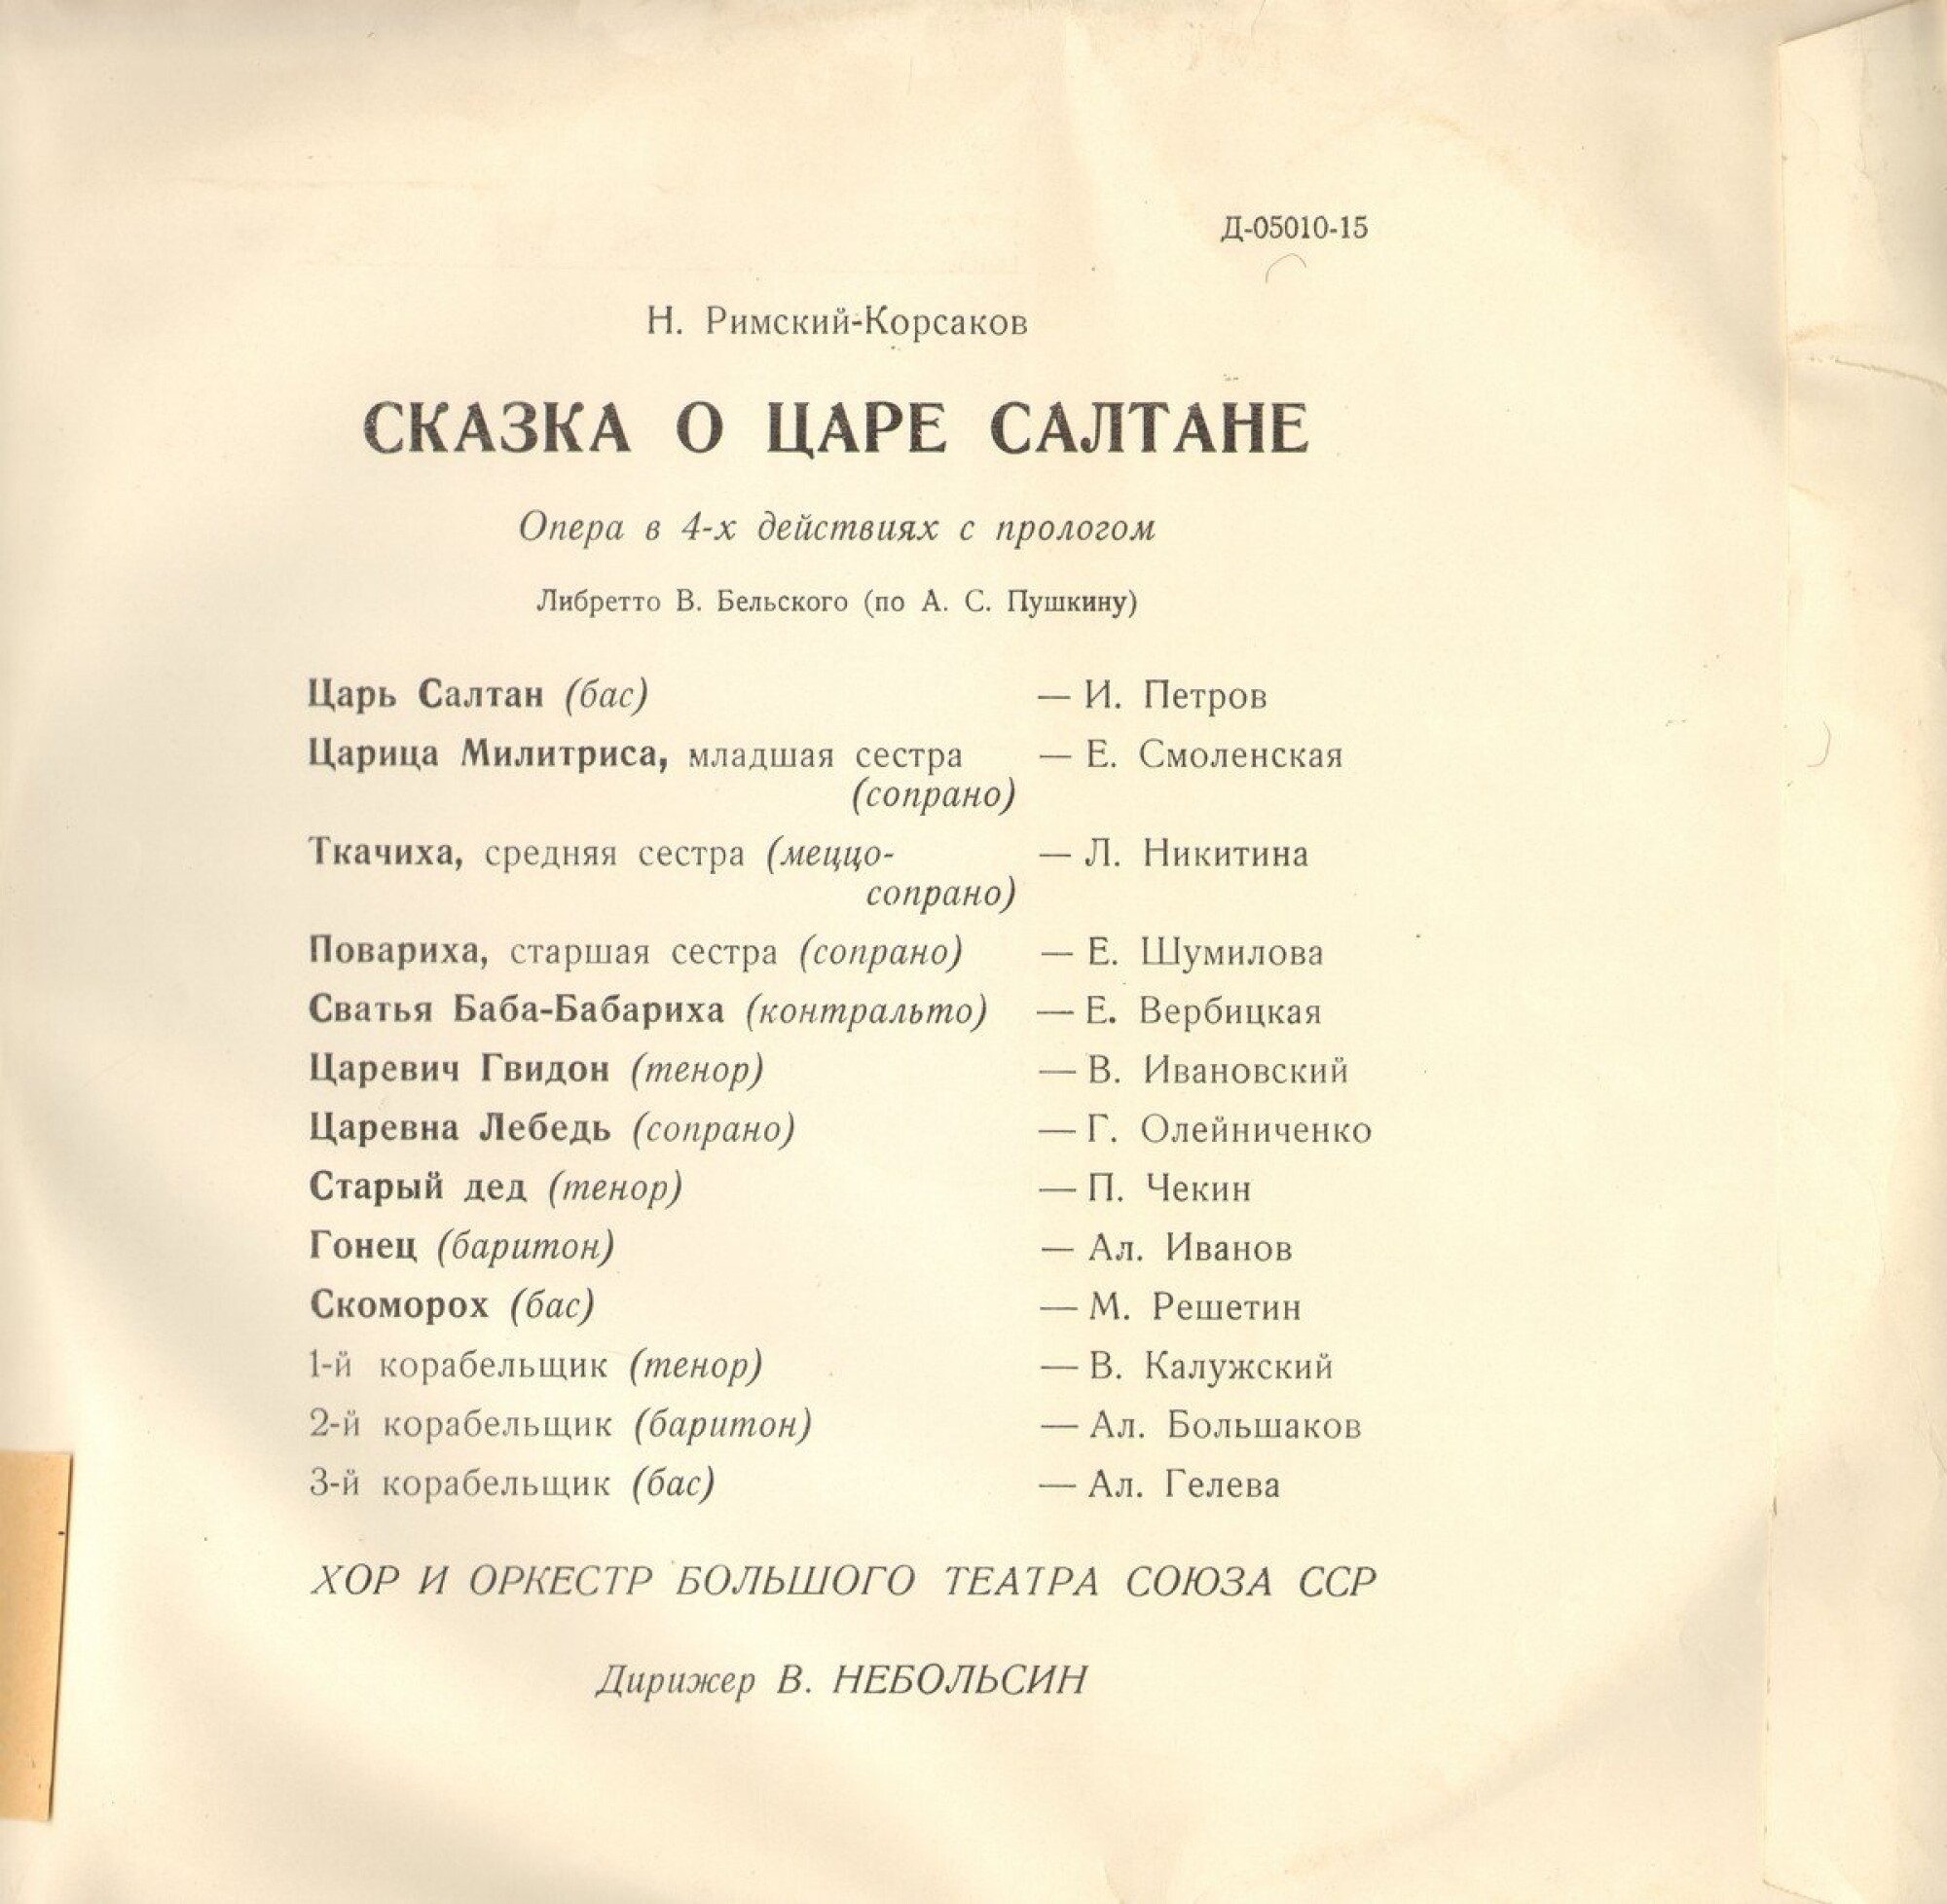 Д-05010-15
Н. Римский-Корсаков
СКАЗКА О ЦАРЕ САЛТАНЕ
Опера в 4-х действиях с прологом
Либретто В. Бельского (по А. С. Пушкину)
Царь Салтан (бас) — И. Петров
Царица Милитриса, младшая сестра — Е. Смоленская
(сопрано)
Ткачиха, средняя сестра (меццо- — Л. Никитина
сопрано)
Повариха, старшая сестра (сопрано) — Е. Шумилова
Сватья Баба-Бабариха (контральто) — Е. Вербицкая
Царевич Гвидон (тенор) — В. Ивановский
Царевна Лебедь (сопрано) — Г. Олейниченко
Старый дед (тенор) — П. Чекин
Гонец (баритон) — Ал. Иванов
Скоморох (бас) — М. Решетин
1-й корабельщик (тенор) — В. Калужский
2-й корабельщик (баритон) — Ал. Большаков
3-й корабельщик (бас) — Ал. Гелева
ХОР И ОРКЕСТР БОЛЬШОГО ТЕАТРА СОЮЗА ССР
Дирижер В. НЕБОЛЬСИН